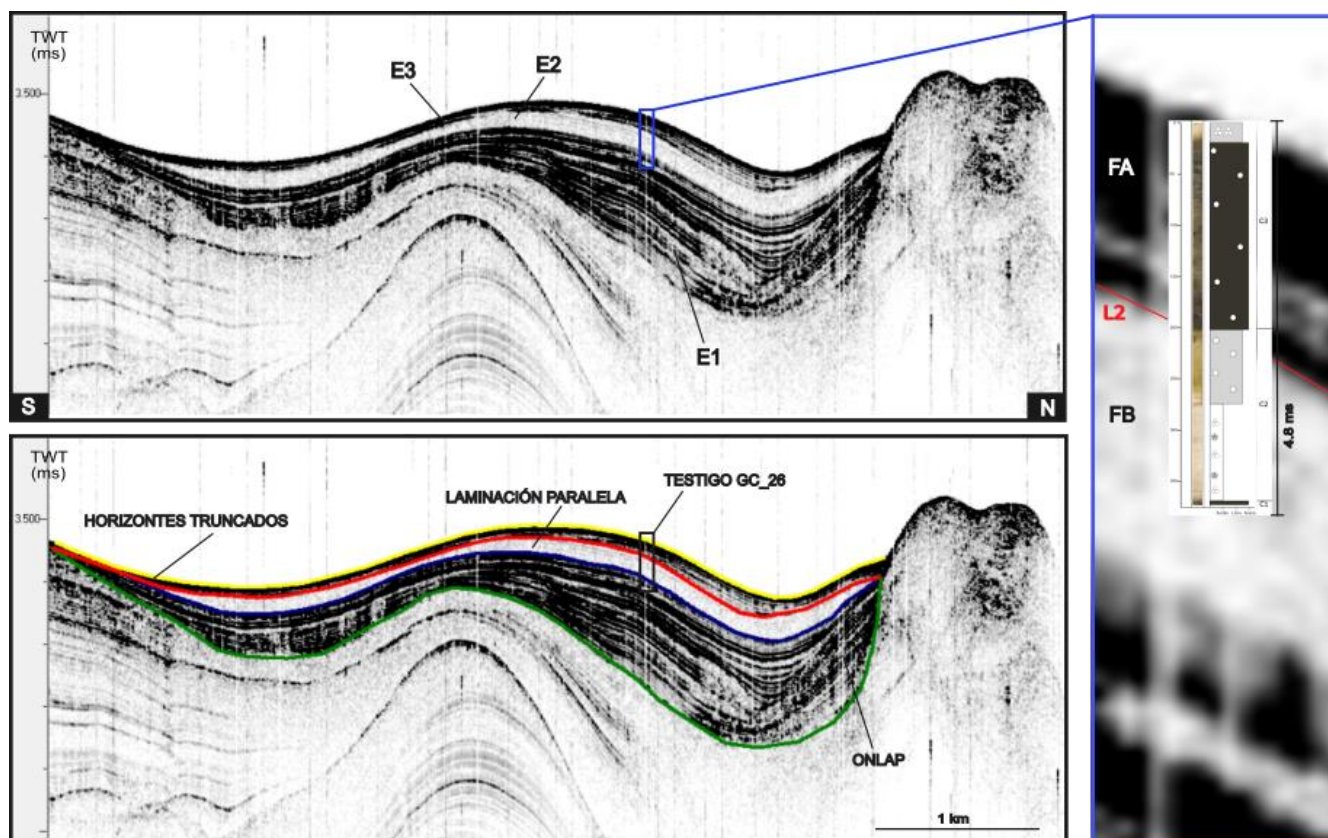 TWT
(ms)
3.500
E3
E2
E1
S
N
FA
L2
FB
4.8 ms
TWT
(ms)
3.500
HORIZONTES TRUNCADOS
LAMINACIÓN PARALELA
TESTIGO GC_26
ONLAP
1 km